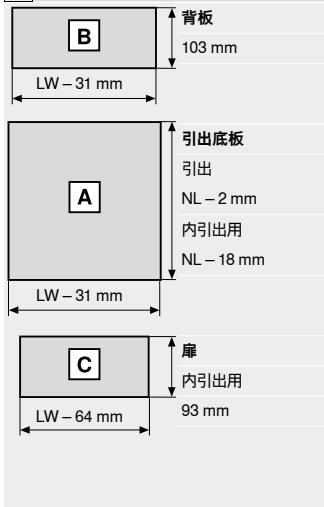 B
背板
103 mm
LW – 31 mm
引出底板
引出
A
NL – 2 mm
内引出用
NL – 18 mm
LW – 31 mm
扉
C
内引出用
93 mm
LW – 64 mm